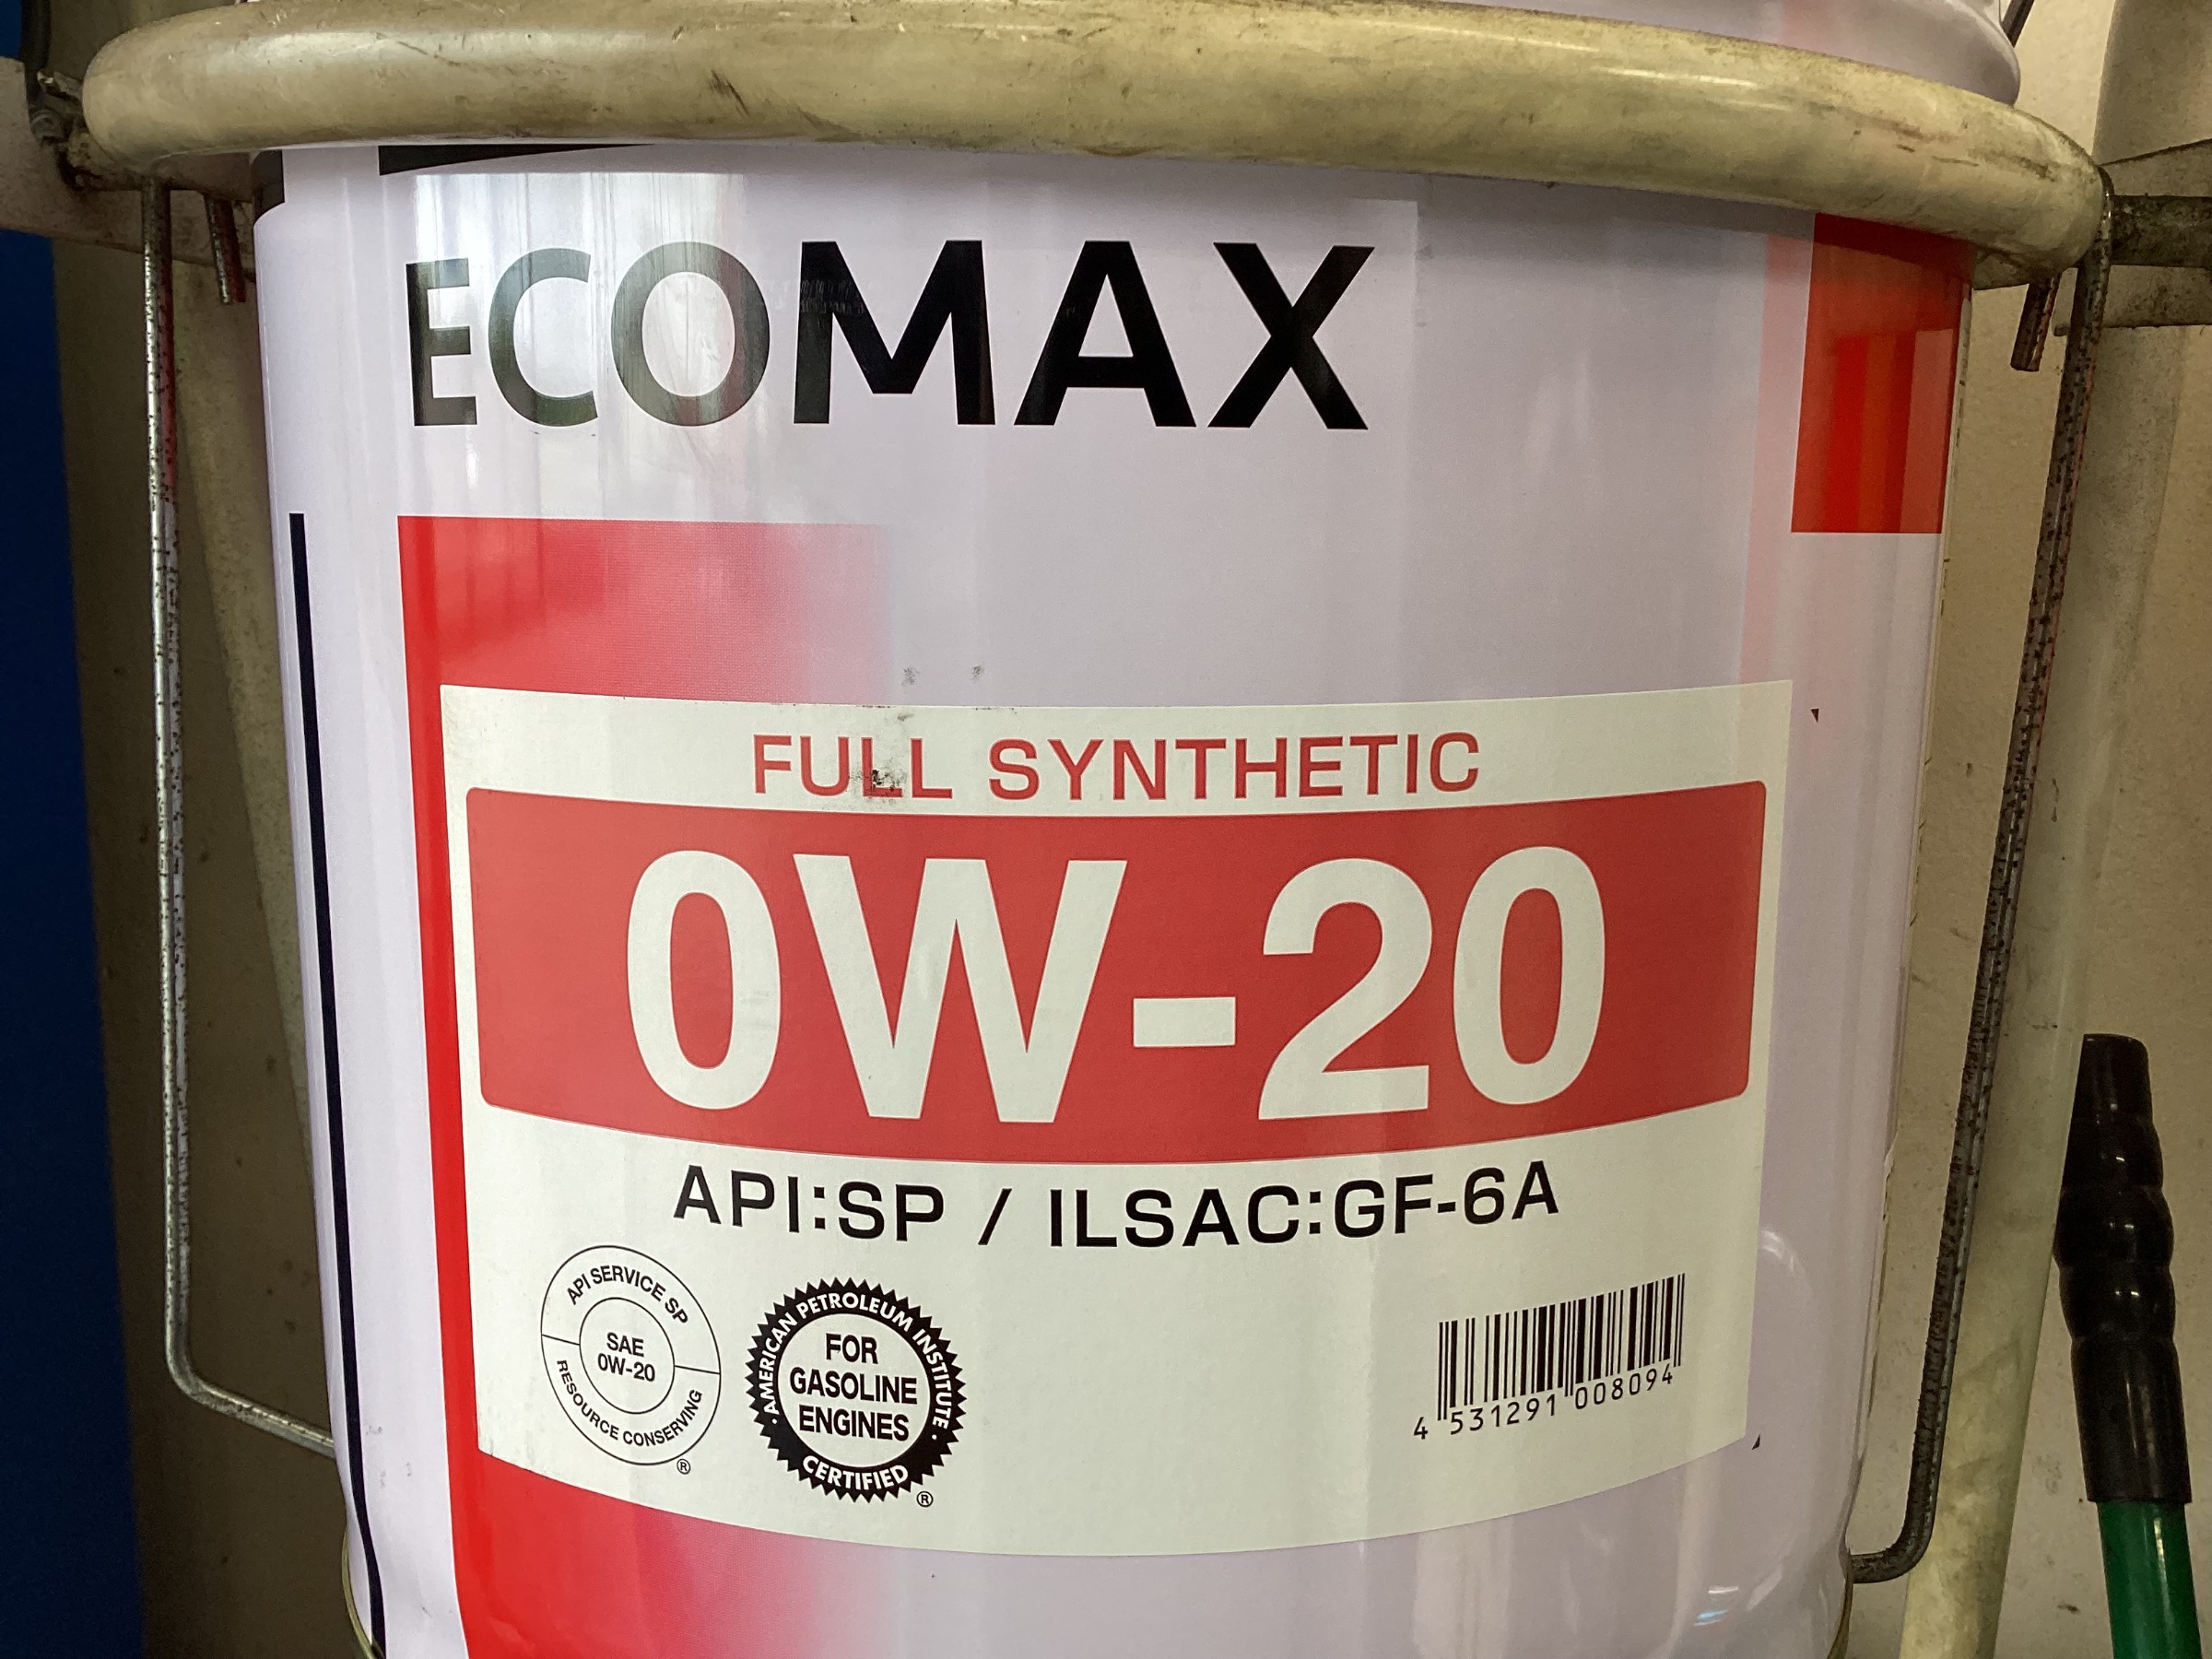 ECOMAX
FULL SYNTHETIC
0W-20
API:SP / ILSAC:GF-6A
API SERVICE SP
SAE
0W-20
RESOURCE CONSERVING
®
AMERICAN PETROLEUM INSTITUTE
FOR
GASOLINE
ENGINES
CERTIFIED
®
4 531291 008094